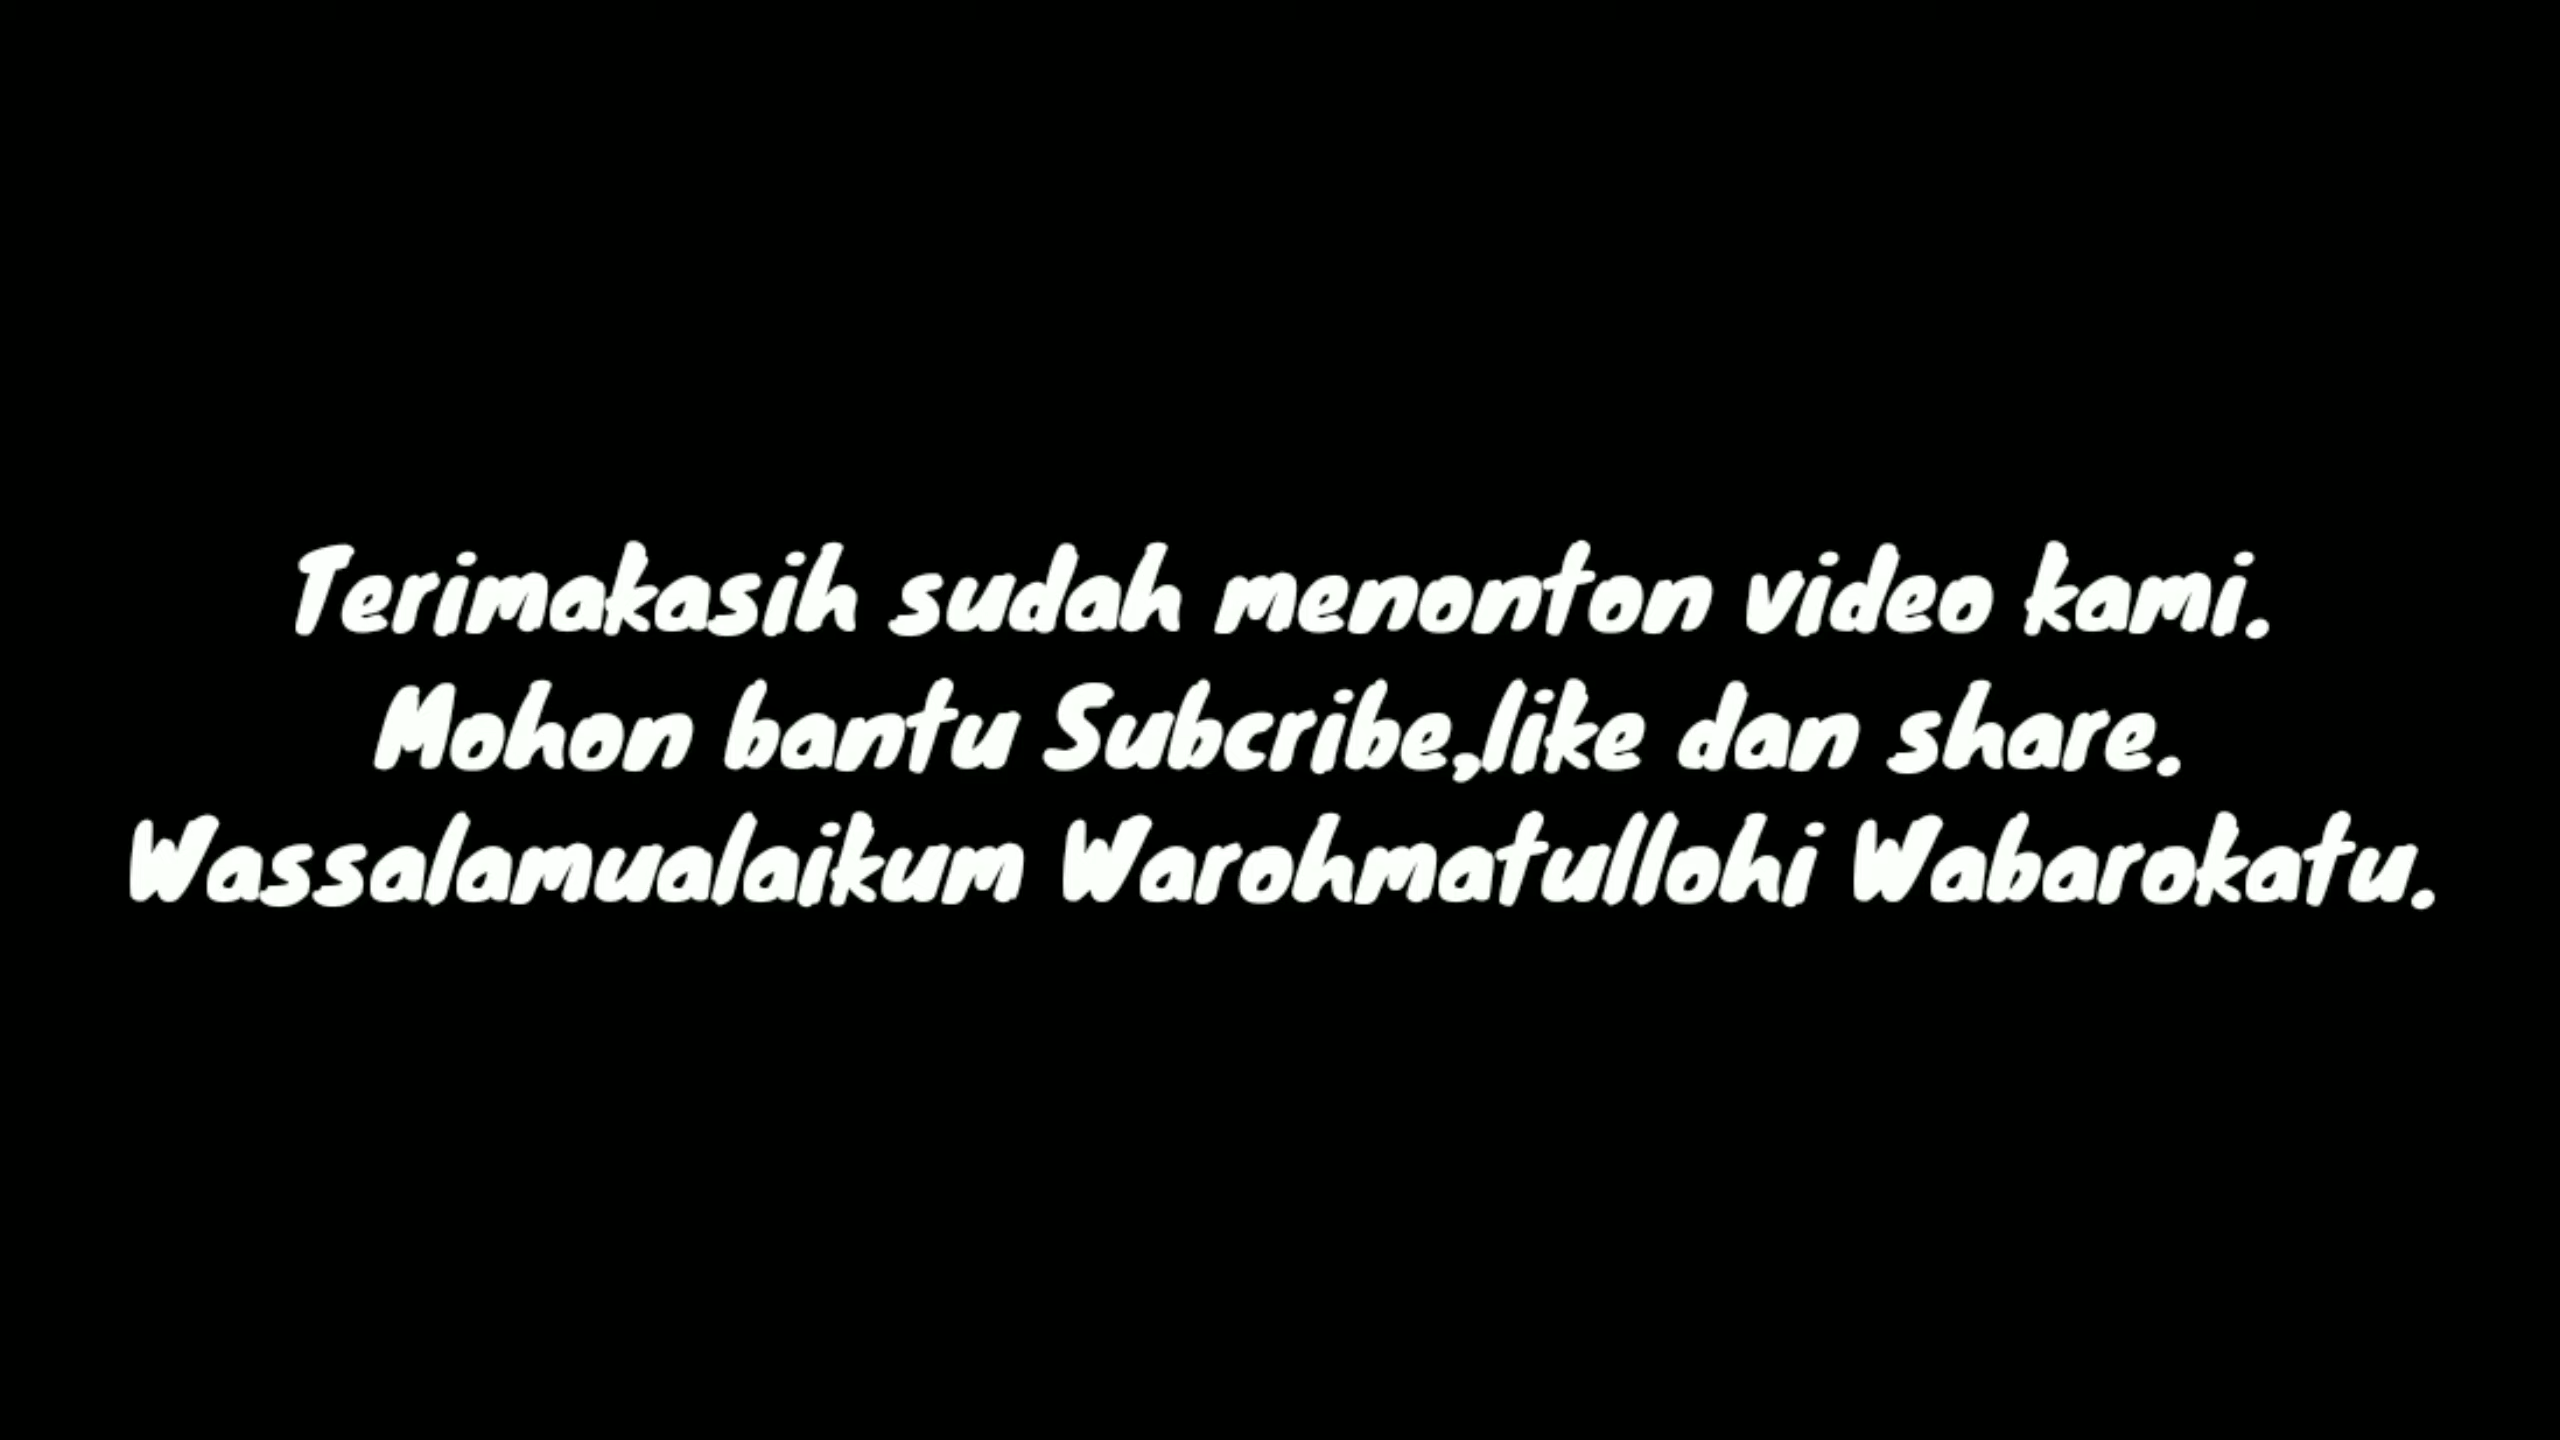 Terimakasih sudah menonton video kami.
Mohon bantu Subcribe,like dan share.
Wassalamualaikum Warohmatullohi Wabarokatu.